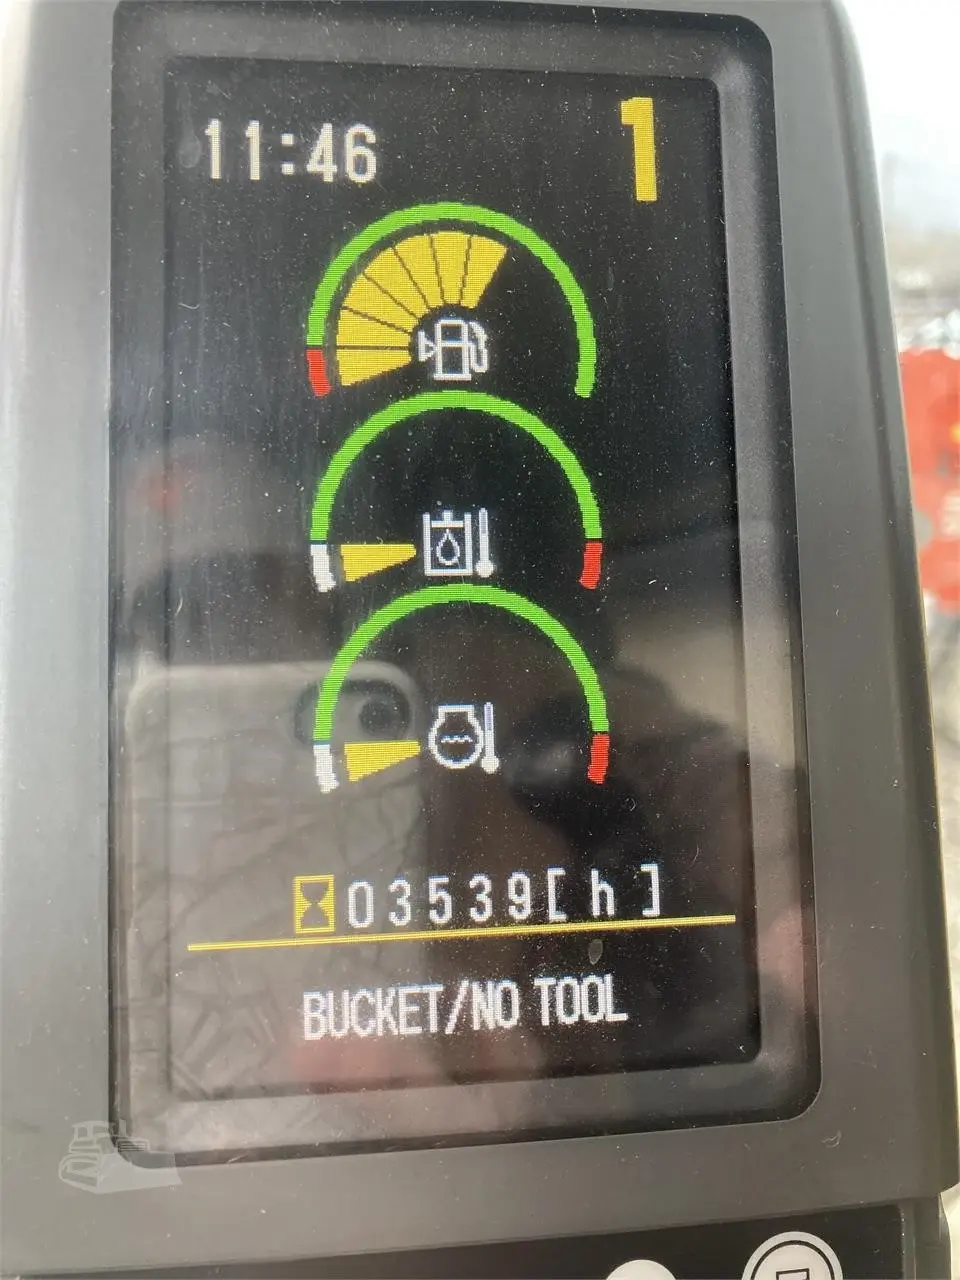 11:46
1
03539[h]
BUCKET/NO TOOL